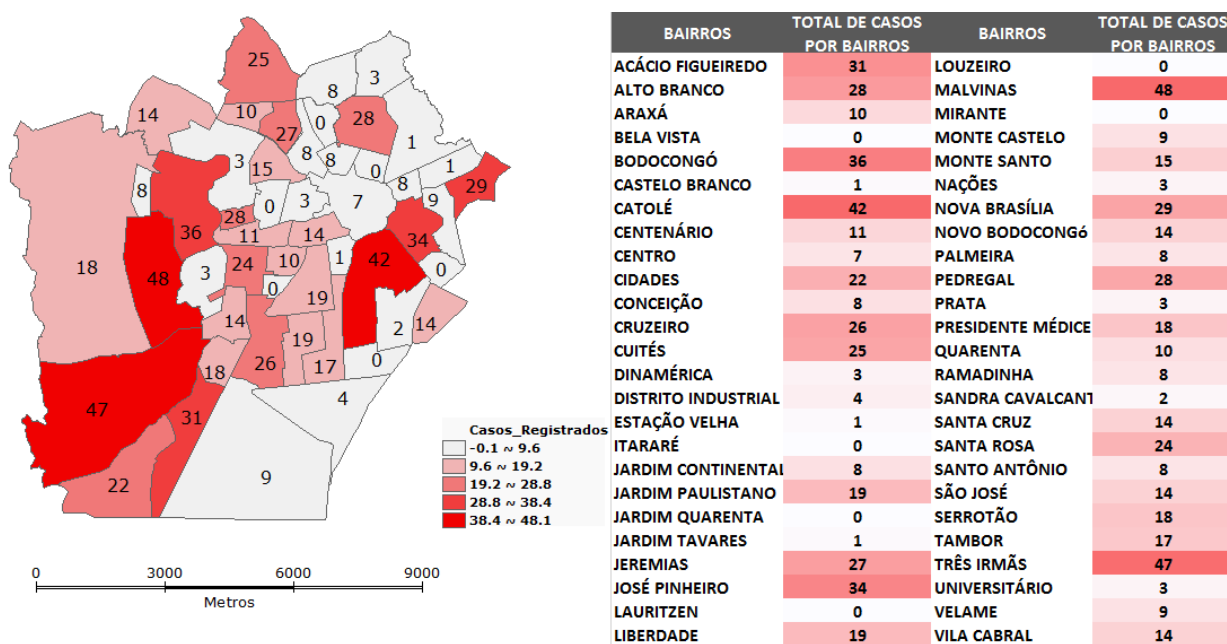 25
3
8
14
10
0
28
27
1
8
8
0
3
15
1
8
29
8
0
3
7
9
28
36
11
14
34
18
48
3
24
10
1
42
0
0
19
14
2
14
19
26
17
0
18
4
47
31
22
9
Casos_Registrados
-0.1 ~ 9.6
9.6 ~ 19.2
19.2 ~ 28.8
28.8 ~ 38.4
38.4 ~ 48.1
0 3000 6000 9000
Metros
BAIRROS TOTAL DE CASOS POR BAIRROS BAIRROS TOTAL DE CASOS POR BAIRROS
ACÁCIO FIGUEIREDO 31 LOUZEIRO 0
ALTO BRANCO 28 MALVINAS 48
ARAXÁ 10 MIRANTE 0
BELA VISTA 0 MONTE CASTELO 9
BODOCONGÓ 36 MONTE SANTO 15
CASTELO BRANCO 1 NAÇÕES 3
CATOLÉ 42 NOVA BRASÍLIA 29
CENTENÁRIO 11 NOVO BODOCONGó 14
CENTRO 7 PALMEIRA 8
CIDADES 22 PEDREGAL 28
CONCEIÇÃO 8 PRATA 3
CRUZEIRO 26 PRESIDENTE MÉDICE 18
CUITÉS 25 QUARENTA 10
DINAMÉRICA 3 RAMADINHA 8
DISTRITO INDUSTRIAL 4 SANDRA CAVALCANT 2
ESTAÇÃO VELHA 1 SANTA CRUZ 14
ITARARÉ 0 SANTA ROSA 24
JARDIM CONTINENTAL 8 SANTO ANTÔNIO 8
JARDIM PAULISTANO 19 SÃO JOSÉ 14
JARDIM QUARENTA 0 SERROTÃO 18
JARDIM TAVARES 1 TAMBOR 17
JEREMIAS 27 TRÊS IRMÃS 47
JOSÉ PINHEIRO 34 UNIVERSITÁRIO 3
LAURITZEN 0 VELAME 9
LIBERDADE 19 VILA CABRAL 14